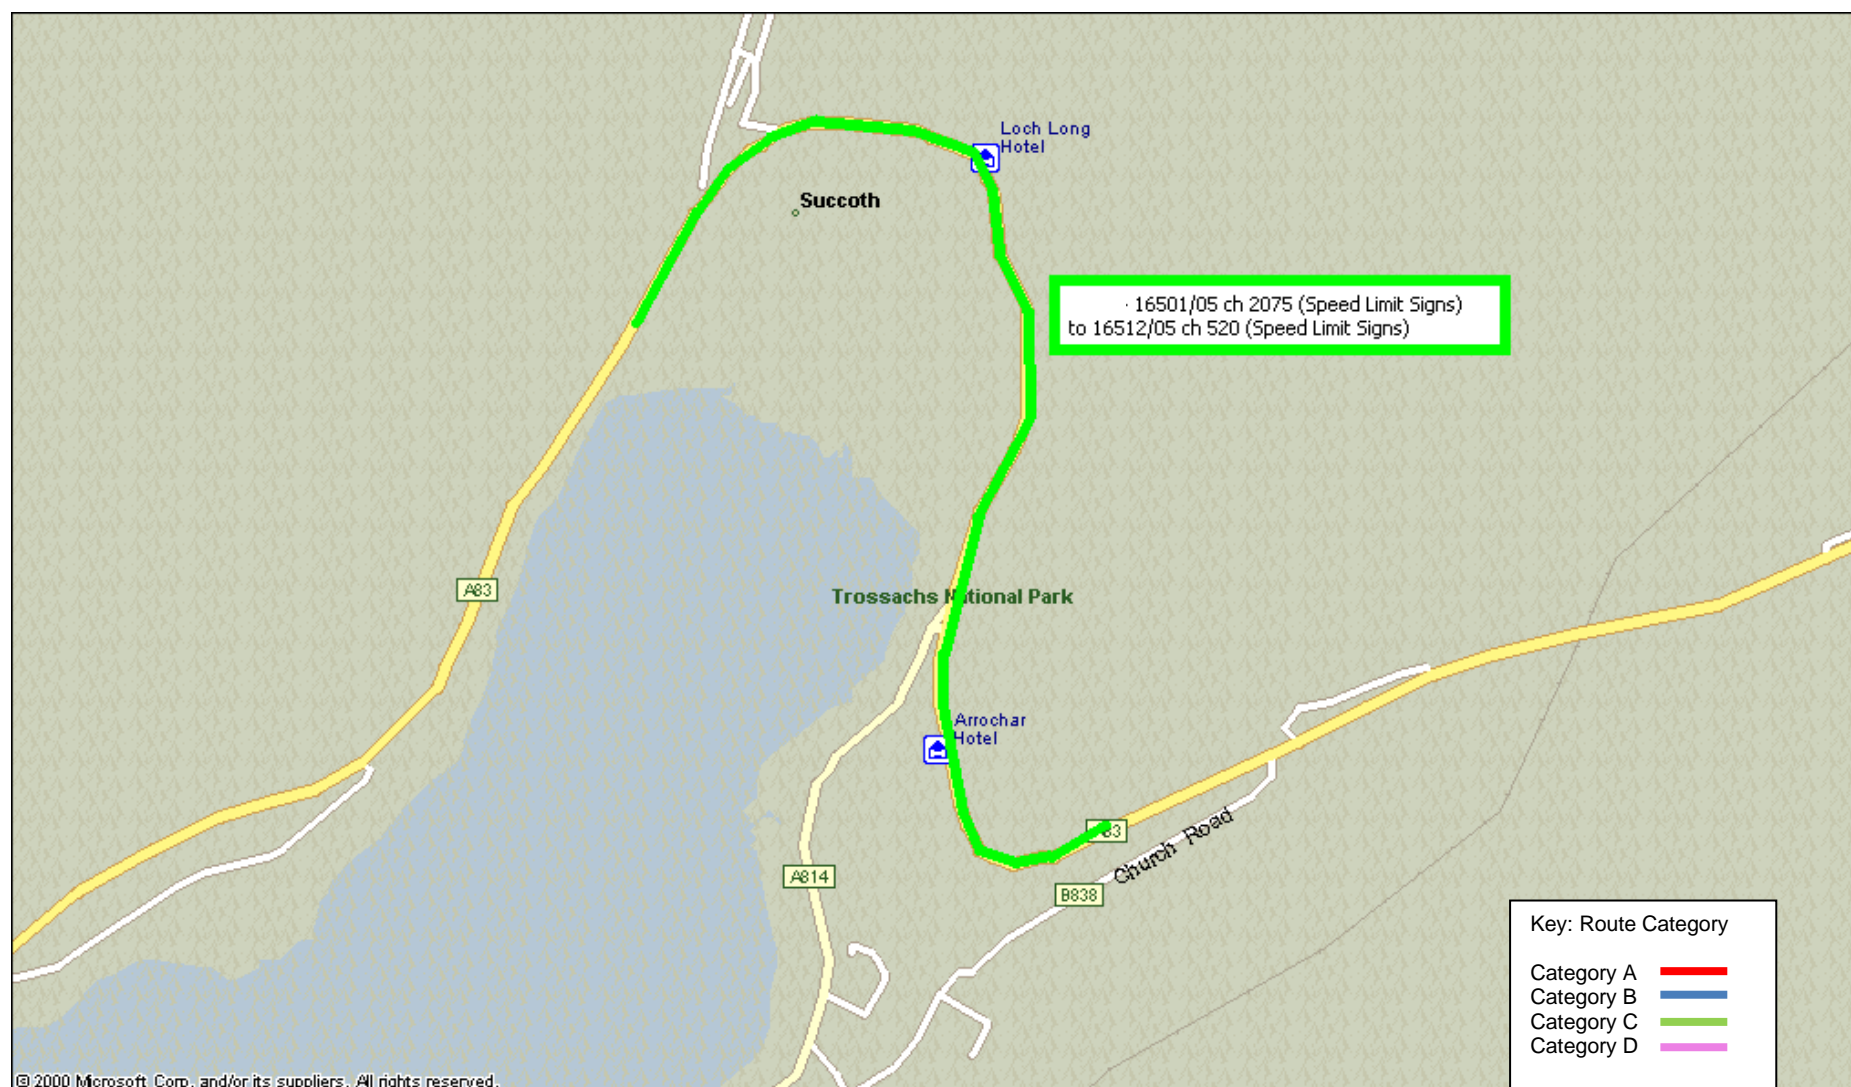 Loch Long
Hotel
Succoth
· 16501/05 ch 2075 (Speed Limit Signs)
to 16512/05 ch 520 (Speed Limit Signs)
A83
Trossachs National Park
Arrochar
Hotel
A83
Church Road
A814
B838
Key: Route Category
Category A
Category B
Category C
Category D
© 2000 Microsoft Corp. and/or its suppliers. All rights reserved.